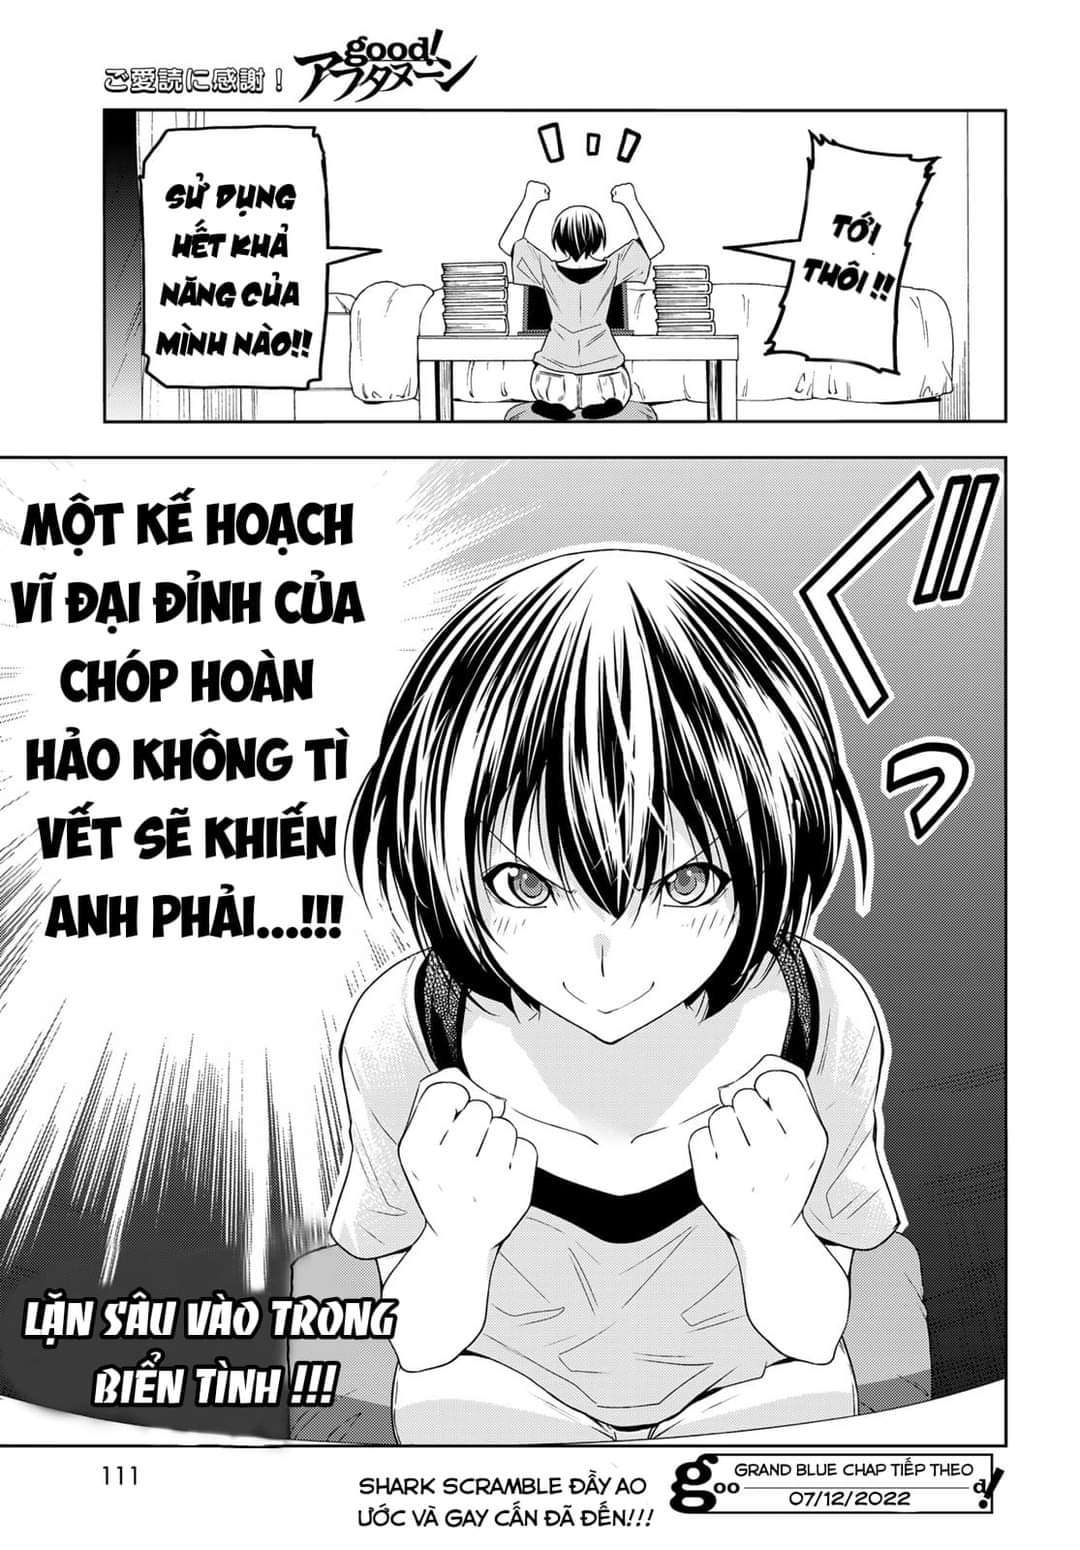 ご愛読に感謝！
good!
アフタヌーン
TỚI
THÔI!!
SỬ DỤNG
HẾT KHẢ
NĂNG CỦA
MÌNH NÀO!!
MỘT KẾ HOẠCH
VĨ ĐẠI ĐỈNH CỦA
CHÓP HOÀN
HẢO KHÔNG TÌ
VẾT SẼ KHIẾN
ANH PHẢI...!!!
ぐっ
LẶN SÂU VÀO TRONG
BIỂN TÌNH !!!
111
SHARK SCRAMBLE ĐẦY AO
ƯỚC VÀ GAY CẤN ĐÃ ĐẾN!!!
good!
GRAND BLUE CHAP TIẾP THEO
07/12/2022